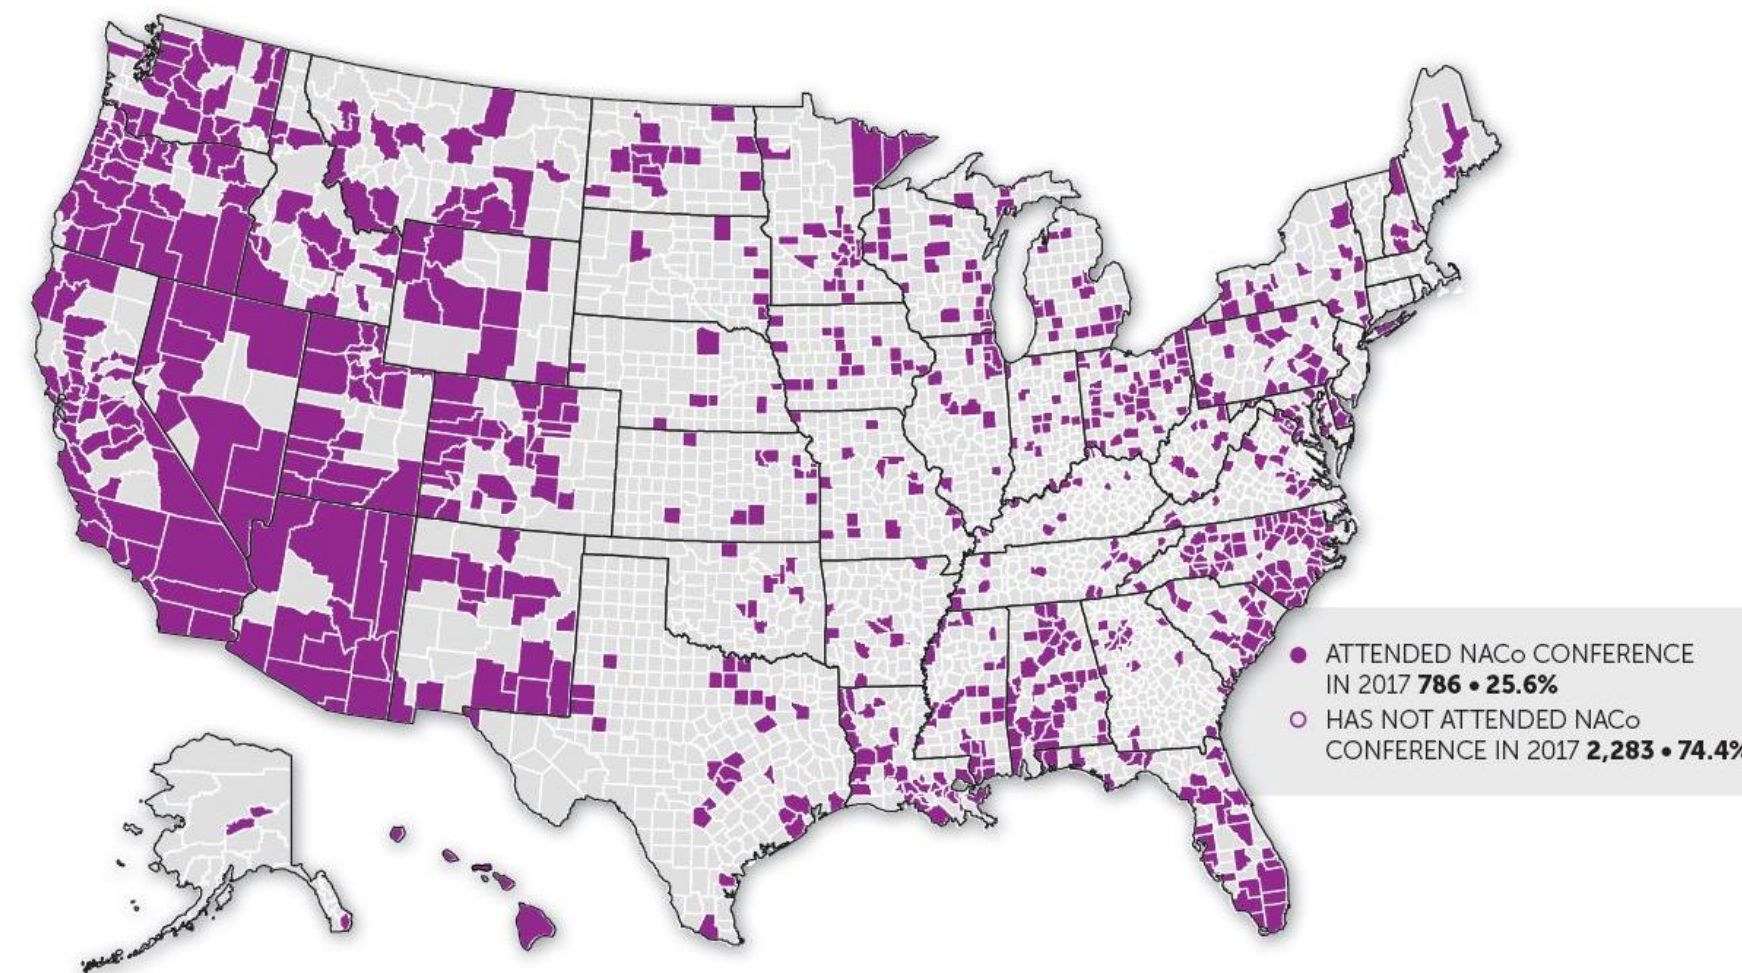 ATTENDED NACo CONFERENCE
IN 2017 786 • 25.6%
HAS NOT ATTENDED NACo
CONFERENCE IN 2017 2,283 • 74.4%